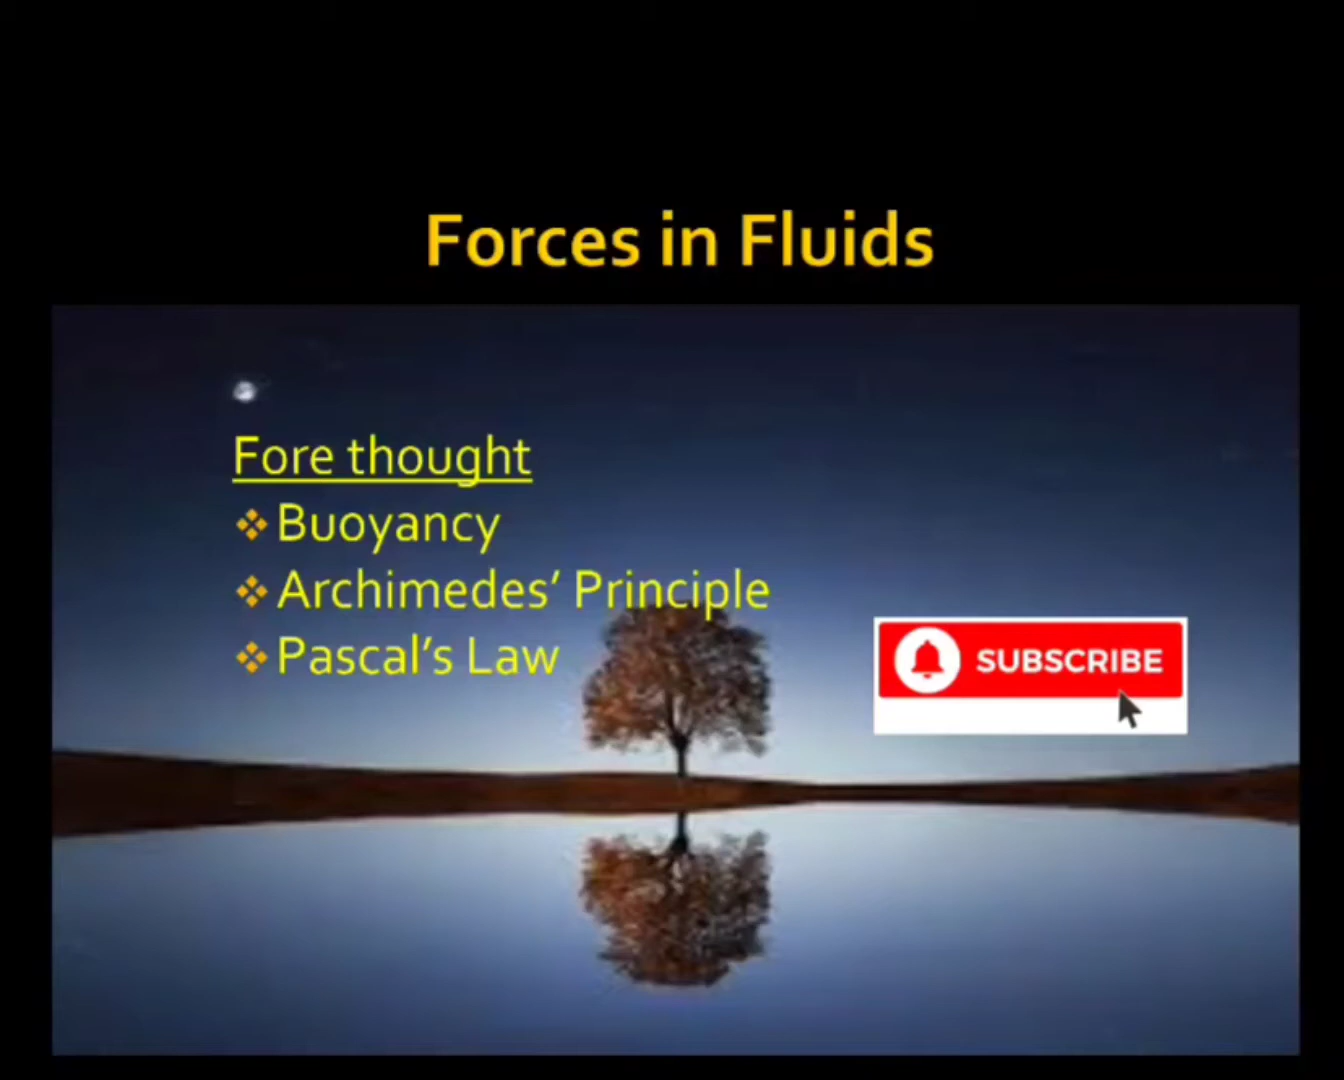 Forces in Fluids
Fore thought
Buoyancy
Archimedes’ Principle
Pascal’s Law
SUBSCRIBE